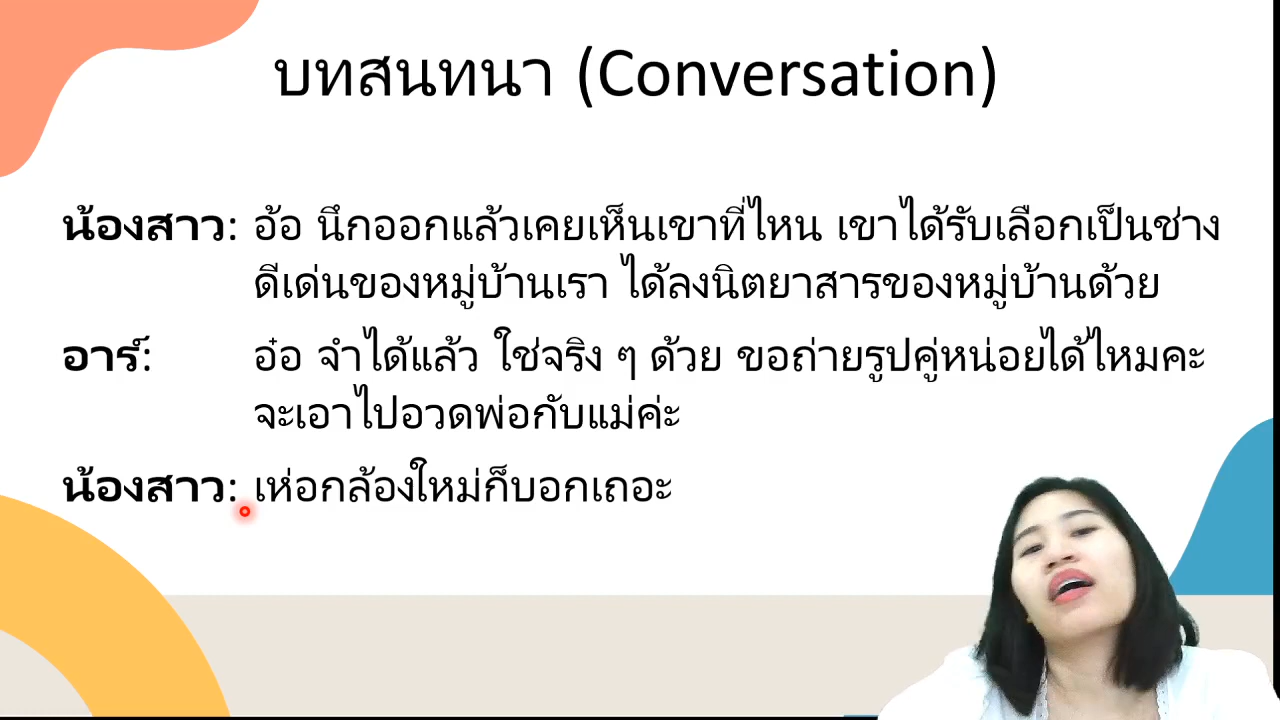 บทสนทนา (Conversation)
น้องสาว: อ้อ นึกออกแล้วเคยเห็นเขาที่ไหน เขาได้รับเลือกเป็นช่าง
ดีเด่นของหมู่บ้านเรา ได้ลงนิตยาสารของหมู่บ้านด้วย
อาร์: อ๋อ จำได้แล้ว ใช่จริง ๆ ด้วย ขอถ่ายรูปคู่หน่อยได้ไหมคะ
จะเอาไปอวดพ่อกับแม่ค่ะ
น้องสาว: เห่อกล้องใหม่ก็บอกเถอะ